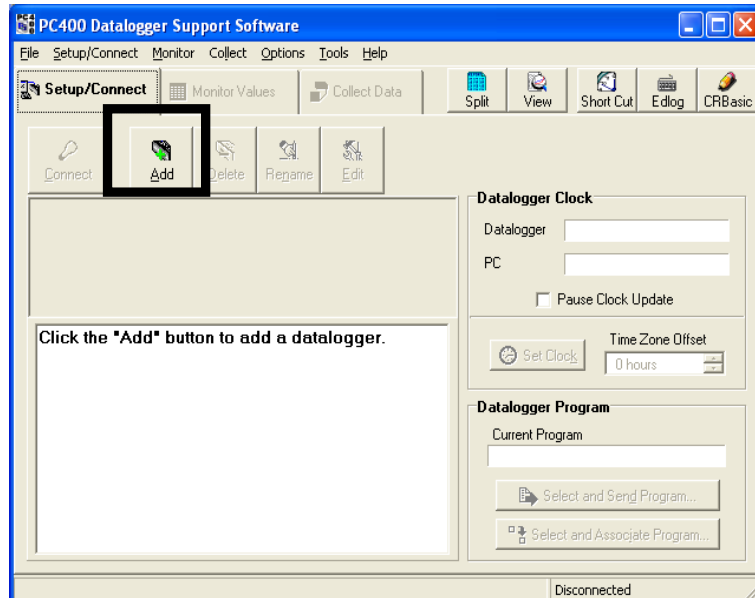 PC400 Datalogger Support Software
File Setup/Connect Monitor Collect Options Tools Help
Setup/Connect Monitor Values Collect Data Split View Short Cut Edlog CRBasic
Connect Add Delete Rename Edit
Datalogger Clock
Datalogger
PC
Pause Clock Update
Click the "Add" button to add a datalogger.
Time Zone Offset
Set Clock 0 hours
Datalogger Program
Current Program
Select and Send Program...
Select and Associate Program...
Disconnected